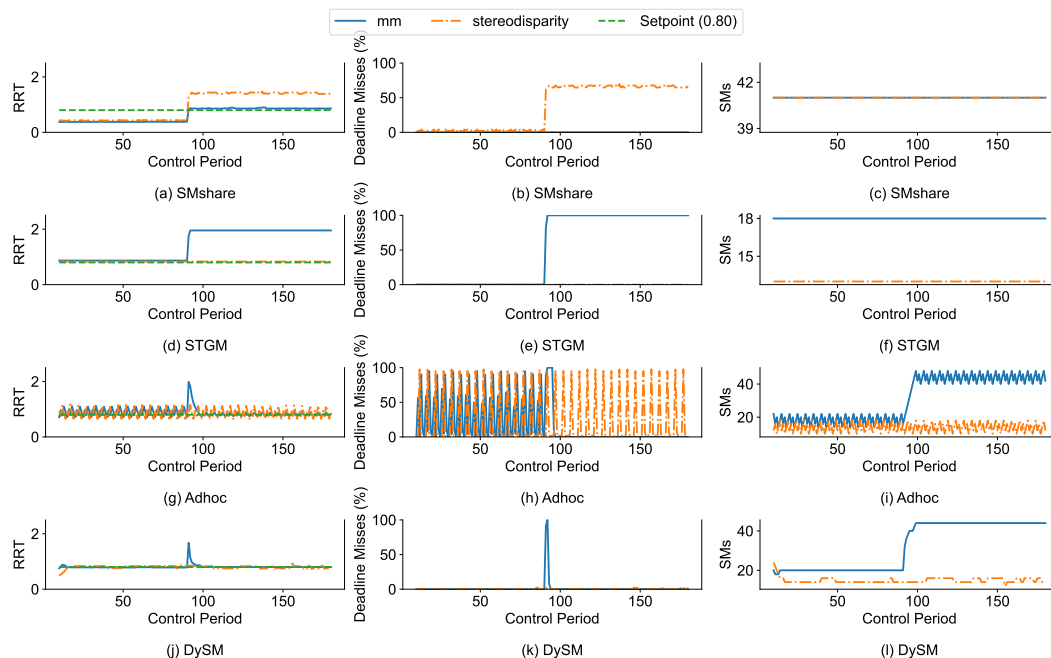 mm stereodisparity Setpoint (0.80)
RRT
2
0
50 100 150
Control Period
(a) SMshare
Deadline Misses (%)
100
50
0
50 100 150
Control Period
(b) SMshare
SMs
42
39
50 100 150
Control Period
(c) SMshare
RRT
2
0
50 100 150
Control Period
(d) STGM
Deadline Misses (%)
100
50
0
50 100 150
Control Period
(e) STGM
SMs
18
15
50 100 150
Control Period
(f) STGM
RRT
2
0
50 100 150
Control Period
(g) Adhoc
Deadline Misses (%)
100
50
0
50 100 150
Control Period
(h) Adhoc
SMs
40
20
50 100 150
Control Period
(i) Adhoc
RRT
2
0
50 100 150
Control Period
(j) DySM
Deadline Misses (%)
100
50
0
50 100 150
Control Period
(k) DySM
SMs
40
20
50 100 150
Control Period
(l) DySM